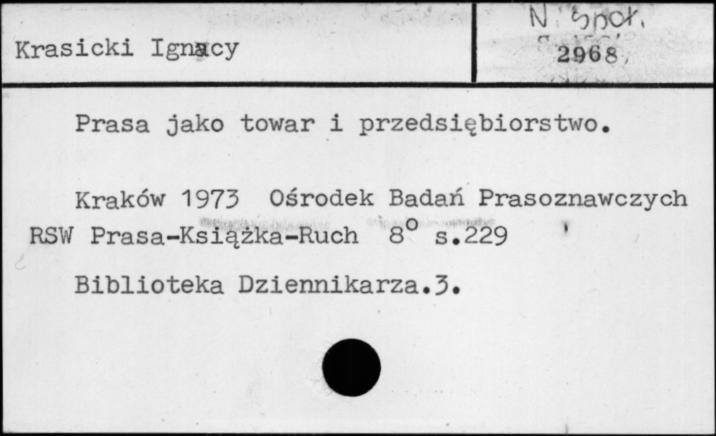 N. Społ.
Krasicki Ignacy
2968
Prasa jako towar i przedsiębiorstwo.
Kraków 1973 Ośrodek Badań Prasoznawczych
RSW Prasa-Książka-Ruch 8° s.229
Biblioteka Dziennikarza.3.